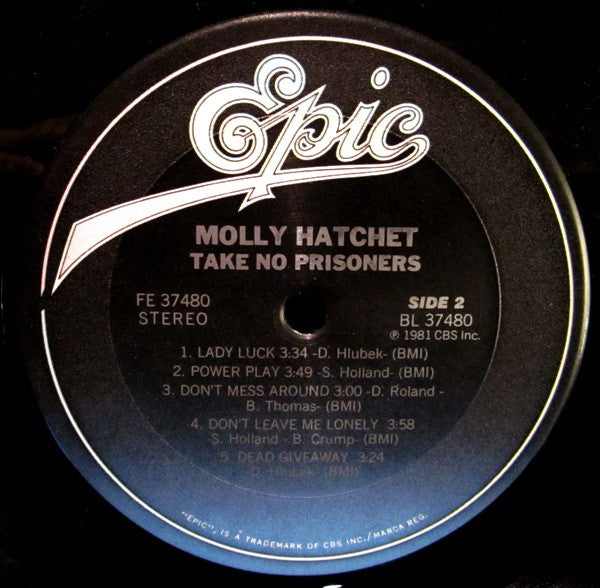 Epic
MOLLY HATCHET
TAKE NO PRISONERS
FE 37480
STEREO
SIDE 2
BL 37480
℗ 1981 CBS Inc.
1. LADY LUCK 3:34 -D. Hlubek- (BMI)
2. POWER PLAY 3:49 -S. Holland- (BMI)
3. DON'T MESS AROUND 3:00 -D. Roland -
B. Thomas- (BMI)
4. DON'T LEAVE ME LONELY 3:58
-S. Holland - B. Crump- (BMI)
5. DEAD GIVEAWAY 3:24
-D. Hlubek- (BMI)
"EPIC", IS A TRADEMARK OF CBS INC./MARCA REG.